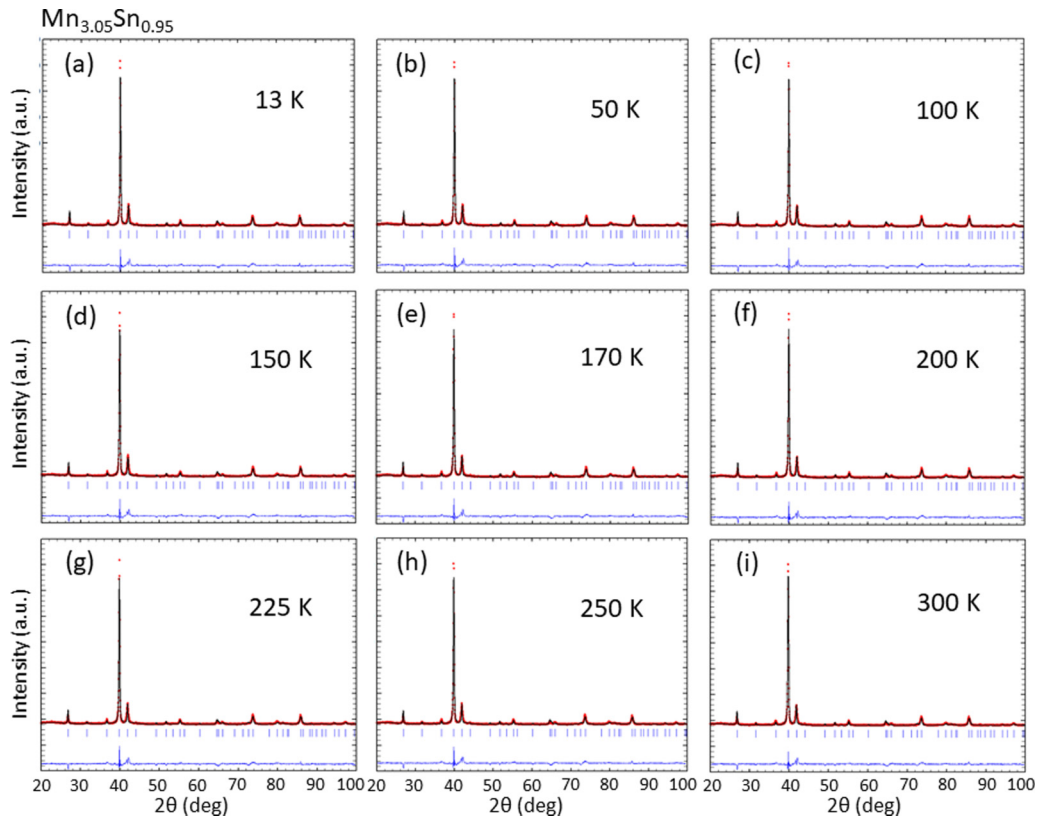 Mn3.05Sn0.95
(a) (b) (c)
13 K 50 K 100 K
Intensity (a.u.)
(d) (e) (f)
150 K 170 K 200 K
Intensity (a.u.)
(g) (h) (i)
225 K 250 K 300 K
Intensity (a.u.)
20 30 40 50 60 70 80 90 100 20 30 40 50 60 70 80 90 100 20 30 40 50 60 70 80 90 100
2θ (deg) 2θ (deg) 2θ (deg)